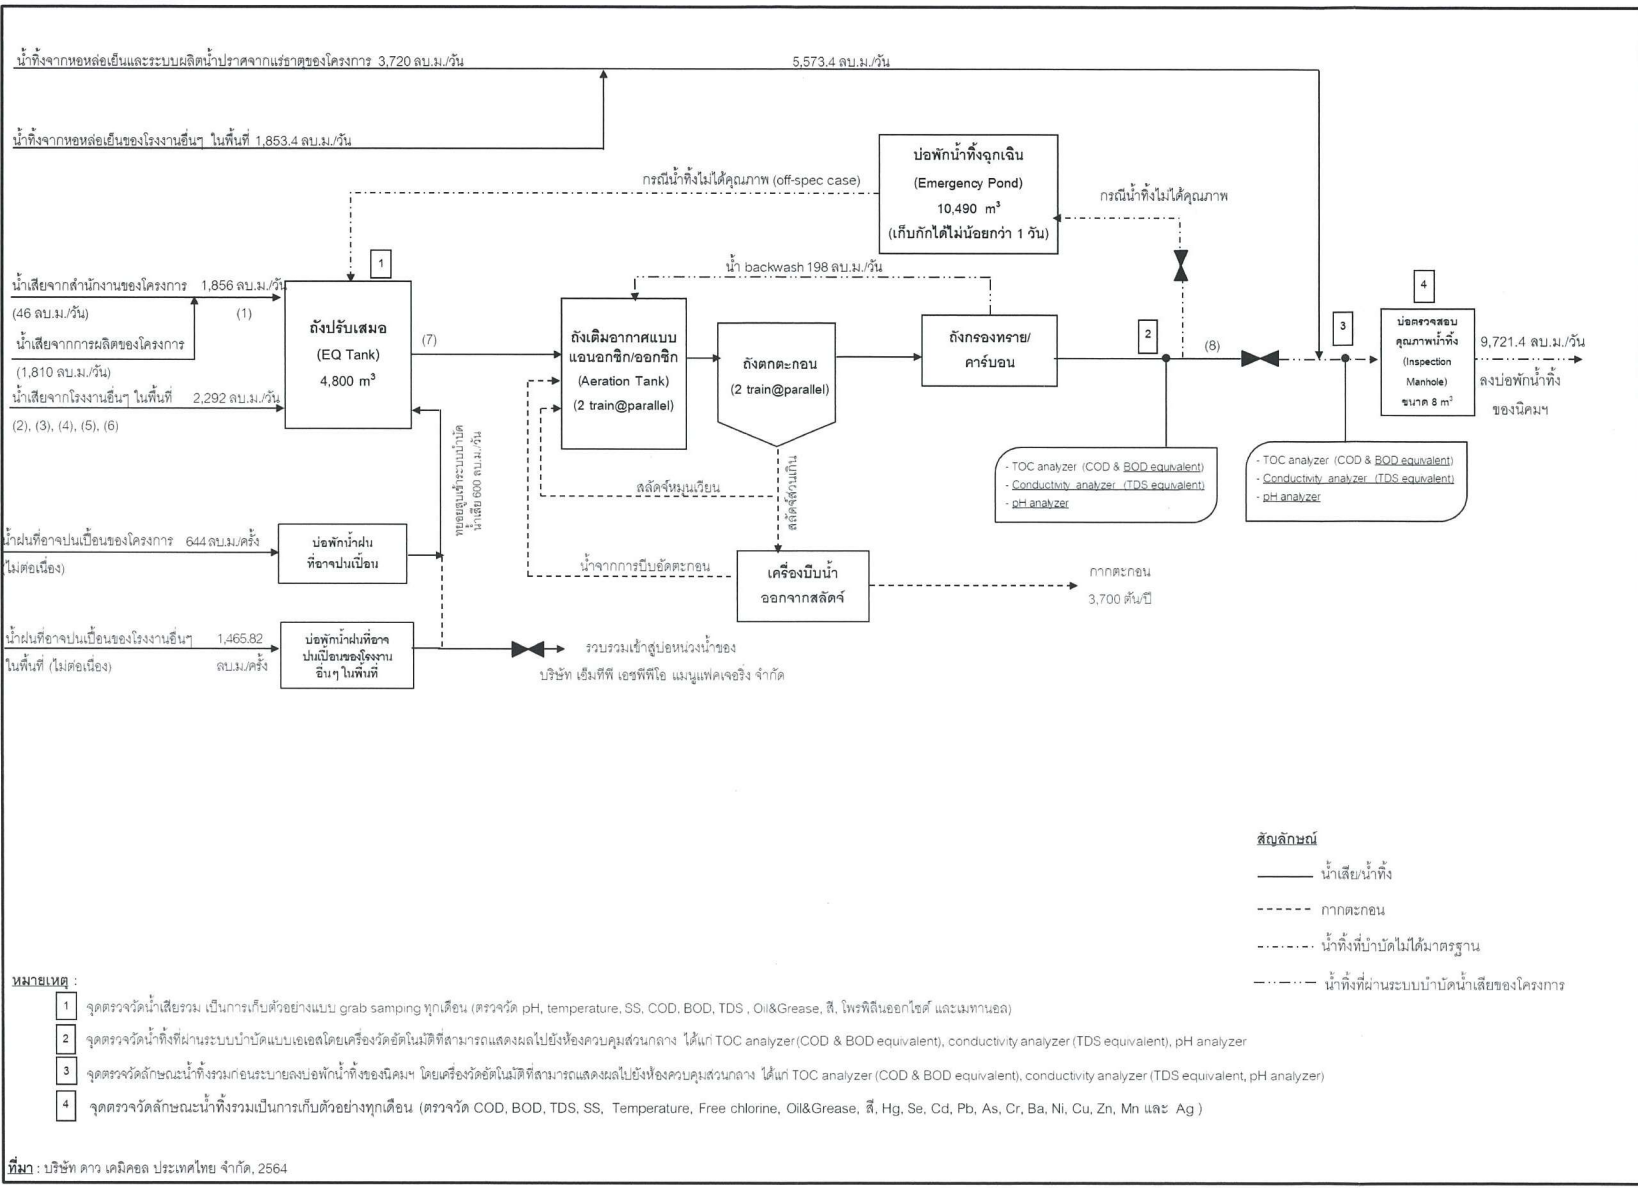 น้ำทิ้งจากหอหล่อเย็นและระบบผลิตน้ำปราศจากแร่ธาตุของโครงการ 3,720 ลบ.ม./วัน
5,573.4 ลบ.ม./วัน
น้ำทิ้งจากหอหล่อเย็นของโรงงานอื่นๆ ในพื้นที่ 1,853.4 ลบ.ม./วัน
บ่อพักน้ำทิ้งฉุกเฉิน
(Emergency Pond)
10,490 m³
(เก็บกักได้ไม่น้อยกว่า 1 วัน)
กรณีน้ำทิ้งไม่ได้คุณภาพ (off-spec case)
กรณีน้ำทิ้งไม่ได้คุณภาพ
น้ำ backwash 198 ลบ.ม./วัน
1
น้ำเสียจากสำนักงานของโครงการ 1,856 ลบ.ม./วัน
(46 ลบ.ม./วัน) (1)
น้ำเสียจากการผลิตของโครงการ
(1,810 ลบ.ม./วัน)
น้ำเสียจากโรงงานอื่นๆ ในพื้นที่ 2,292 ลบ.ม./วัน
(2), (3), (4), (5), (6)
ถังปรับเสมอ
(EQ Tank)
4,800 m³
(7)
ถังเติมอากาศแบบ
แอนอกซิก/ออกซิก
(Aeration Tank)
(2 train@parallel)
ถังตกตะกอน
(2 train@parallel)
ถังกรองทราย/
คาร์บอน
2
(8)
3
4
บ่อตรวจสอบ
คุณภาพน้ำทิ้ง
(Inspection
Manhole)
ขนาด 8 m³
9,721.4 ลบ.ม./วัน
ลงบ่อพักน้ำทิ้ง
ของนิคมฯ
- TOC analyzer (COD & BOD equivalent)
- Conductivity analyzer (TDS equivalent)
- pH analyzer
- TOC analyzer (COD & BOD equivalent)
- Conductivity analyzer (TDS equivalent)
- pH analyzer
ทยอยสูบเข้าระบบบำบัด
น้ำเสีย 600 ลบ.ม./วัน
สลัดจ์หมุนเวียน
สลัดจ์ส่วนเกิน
น้ำฝนที่อาจปนเปื้อนของโครงการ 644 ลบ.ม./ครั้ง
(ไม่ต่อเนื่อง)
บ่อพักน้ำฝน
ที่อาจปนเปื้อน
น้ำจากการบีบอัดตะกอน
เครื่องบีบน้ำ
ออกจากสลัดจ์
กากตะกอน
3,700 ตัน/ปี
น้ำฝนที่อาจปนเปื้อนของโรงงานอื่นๆ 1,465.82
ในพื้นที่ (ไม่ต่อเนื่อง) ลบ.ม./ครั้ง
บ่อพักน้ำฝนที่อาจ
ปนเปื้อนของโรงงาน
อื่นๆ ในพื้นที่
รวบรวมเข้าสู่บ่อหน่วงน้ำของ
บริษัท เอ็มทีพี เอชพีพีโอ แมนูแฟคเจอริ่ง จำกัด
สัญลักษณ์
น้ำเสีย/น้ำทิ้ง
กากตะกอน
น้ำทิ้งที่บำบัดไม่ได้มาตรฐาน
น้ำทิ้งที่ผ่านระบบบำบัดน้ำเสียของโครงการ
หมายเหตุ :
1 จุดตรวจวัดน้ำเสียรวม เป็นการเก็บตัวอย่างแบบ grab samping ทุกเดือน (ตรวจวัด pH, temperature, SS, COD, BOD, TDS , Oil&Grease, สี, โพรพิลีนออกไซด์ และเมทานอล)
2 จุดตรวจวัดน้ำทิ้งที่ผ่านระบบบำบัดแบบเอเอสโดยเครื่องวัดอัตโนมัติที่สามารถแสดงผลไปยังห้องควบคุมส่วนกลาง ได้แก่ TOC analyzer (COD & BOD equivalent), conductivity analyzer (TDS equivalent), pH analyzer
3 จุดตรวจวัดลักษณะน้ำทิ้งรวมก่อนระบายลงบ่อพักน้ำทิ้งของนิคมฯ โดยเครื่องวัดอัตโนมัติที่สามารถแสดงผลไปยังห้องควบคุมส่วนกลาง ได้แก่ TOC analyzer (COD & BOD equivalent), conductivity analyzer (TDS equivalent, pH analyzer)
4 จุดตรวจวัดลักษณะน้ำทิ้งรวมเป็นการเก็บตัวอย่างทุกเดือน (ตรวจวัด COD, BOD, TDS, SS, Temperature, Free chlorine, Oil&Grease, สี, Hg, Se, Cd, Pb, As, Cr, Ba, Ni, Cu, Zn, Mn และ Ag )
ที่มา : บริษัท ดาว เคมิคอล ประเทศไทย จำกัด, 2564